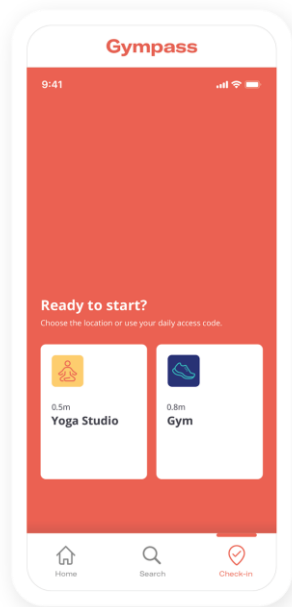 Gympass
9:41
Ready to start?
Choose the location or use your daily access code.
0.5m
Yoga Studio
0.8m
Gym
Home
Search
Check-in